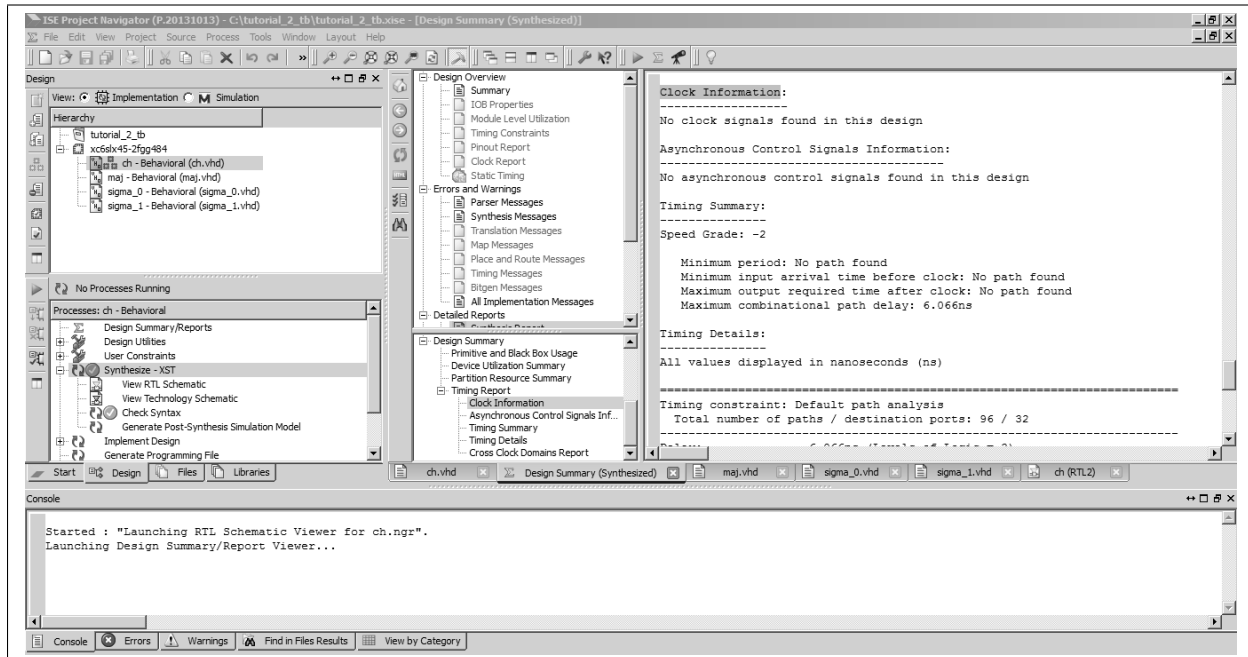 ISE Project Navigator (P.20131013) - C:\tutorial_2_tb\tutorial_2_tb.xise - [Design Summary (Synthesized)]
File Edit View Project Source Process Tools Window Layout Help
Design
View: Implementation Simulation
Hierarchy
tutorial_2_tb
xc6slx45-2fgg484
ch - Behavioral (ch.vhd)
maj - Behavioral (maj.vhd)
sigma_0 - Behavioral (sigma_0.vhd)
sigma_1 - Behavioral (sigma_1.vhd)
No Processes Running
Processes: ch - Behavioral
Design Summary/Reports
Design Utilities
User Constraints
Synthesize - XST
View RTL Schematic
View Technology Schematic
Check Syntax
Generate Post-Synthesis Simulation Model
Implement Design
Generate Programming File
Start Design Files Libraries
Design Overview
Summary
IOB Properties
Module Level Utilization
Timing Constraints
Pinout Report
Clock Report
Static Timing
Errors and Warnings
Parser Messages
Synthesis Messages
Translation Messages
Map Messages
Place and Route Messages
Timing Messages
Bitgen Messages
All Implementation Messages
Detailed Reports
Synthesis Report
Design Summary
Primitive and Black Box Usage
Device Utilization Summary
Partition Resource Summary
Timing Report
Clock Information
Asynchronous Control Signals Inf...
Timing Summary
Timing Details
Cross Clock Domains Report
Clock Information:
------------------
No clock signals found in this design
Asynchronous Control Signals Information:
----------------------------------------
No asynchronous control signals found in this design
Timing Summary:
---------------
Speed Grade: -2
Minimum period: No path found
Minimum input arrival time before clock: No path found
Maximum output required time after clock: No path found
Maximum combinational path delay: 6.066ns
Timing Details:
---------------
All values displayed in nanoseconds (ns)
=========================================================================
Timing constraint: Default path analysis
Total number of paths / destination ports: 96 / 32
-------------------------------------------------------------------------
Delay: 6.066ns (Levels of Logic = 3)
ch.vhd Design Summary (Synthesized) maj.vhd sigma_0.vhd sigma_1.vhd ch (RTL2)
Console
Started : "Launching RTL Schematic Viewer for ch.ngr".
Launching Design Summary/Report Viewer...
Console Errors Warnings Find in Files Results View by Category